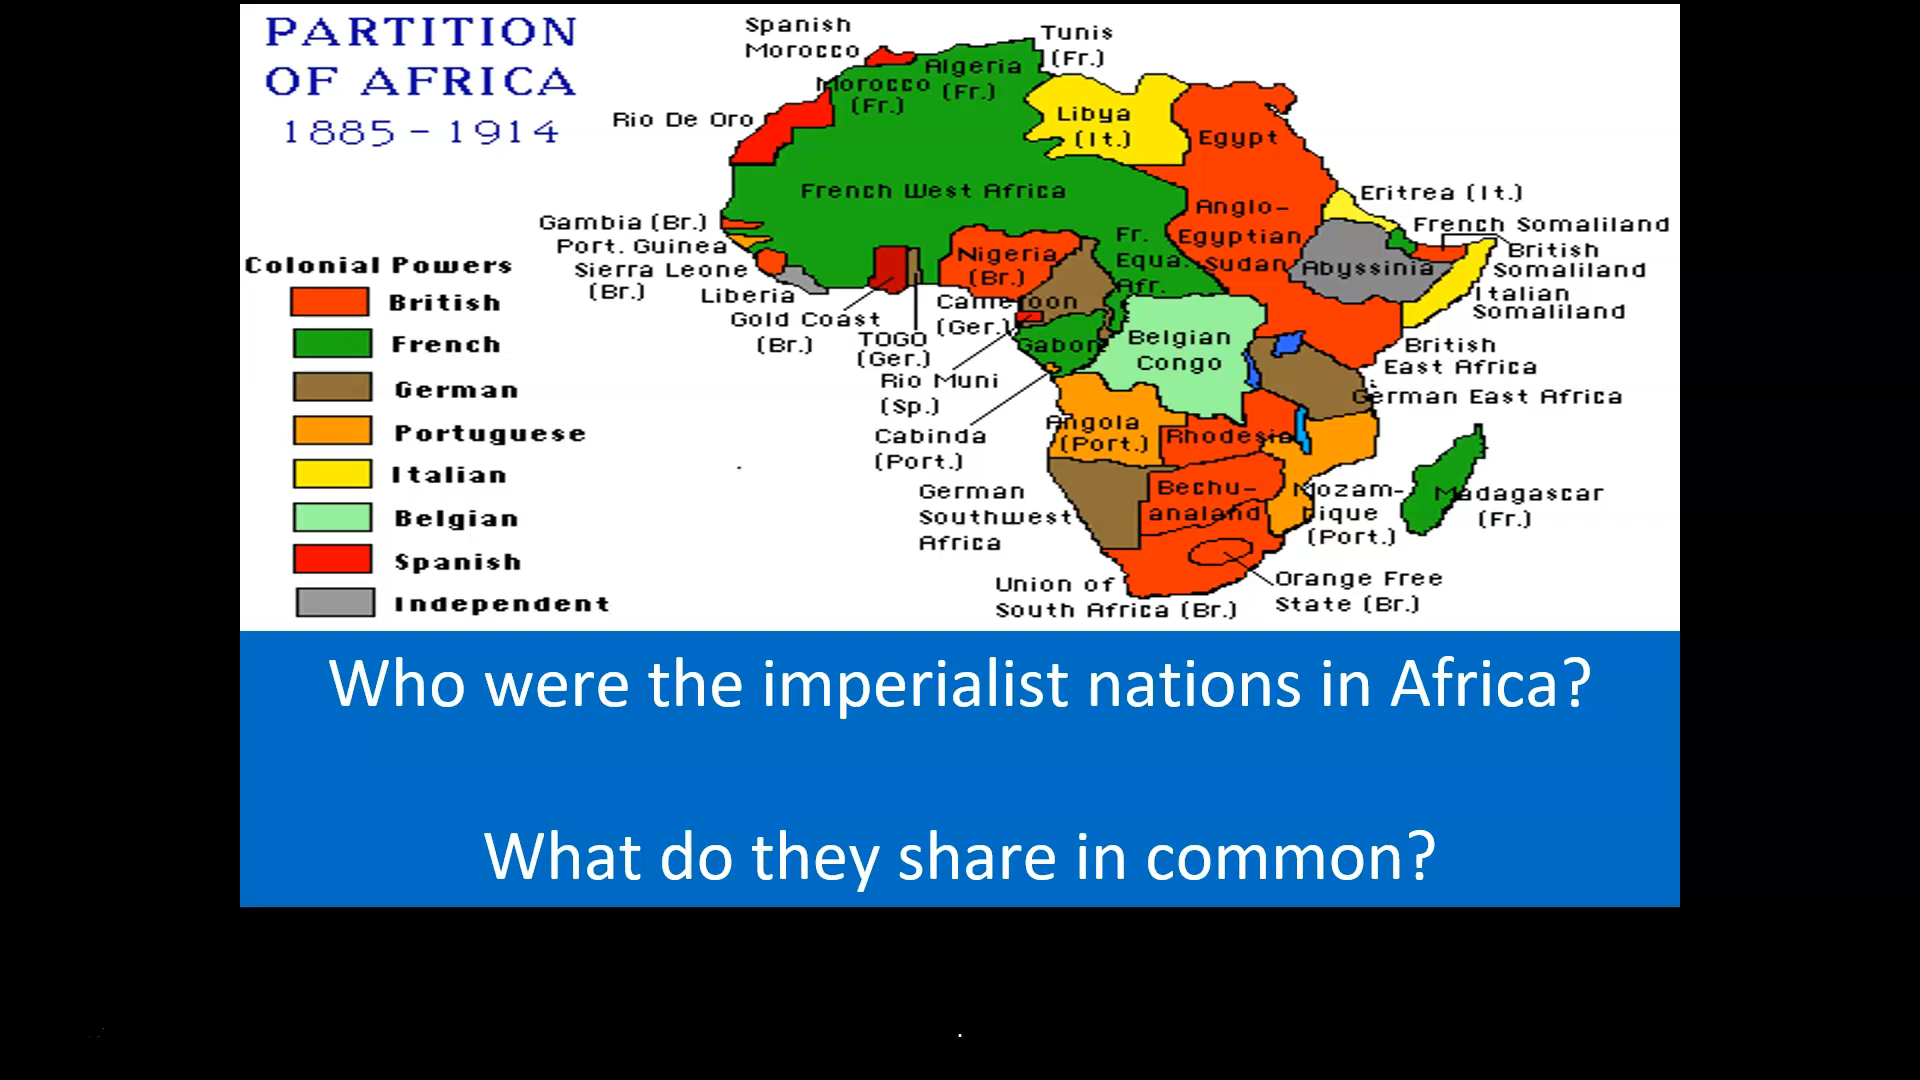 PARTITION
OF AFRICA
1885 - 1914
Spanish
Morocco
Tunis
(Fr.)
Algeria
(Fr.)
Morocco
(Fr.)
Rio De Oro
Libya
(It.)
Egypt
French West Africa
Eritrea (It.)
Anglo-
Egyptian
Sudan
French Somaliland
British
Somaliland
Italian
Somaliland
Gambia (Br.)
Port. Guinea
Sierra Leone
(Br.)
Liberia
Gold Coast
(Br.)
TOGO
(Ger.)
Nigeria
(Br.)
Cameroon
(Ger.)
Fr.
Equa.
Afr.
Abyssinia
Rio Muni
(Sp.)
Gabon
Cabinda
(Port.)
Belgian
Congo
British
East Africa
German East Africa
Angola
(Port.)
Rhodesia
German
Southwest
Africa
Bechu-
analand
Mozam-
bique
(Port.)
Madagascar
(Fr.)
Union of
South Africa (Br.)
Orange Free
State (Br.)
Colonial Powers
British
French
German
Portuguese
Italian
Belgian
Spanish
Independent
Who were the imperialist nations in Africa?
What do they share in common?